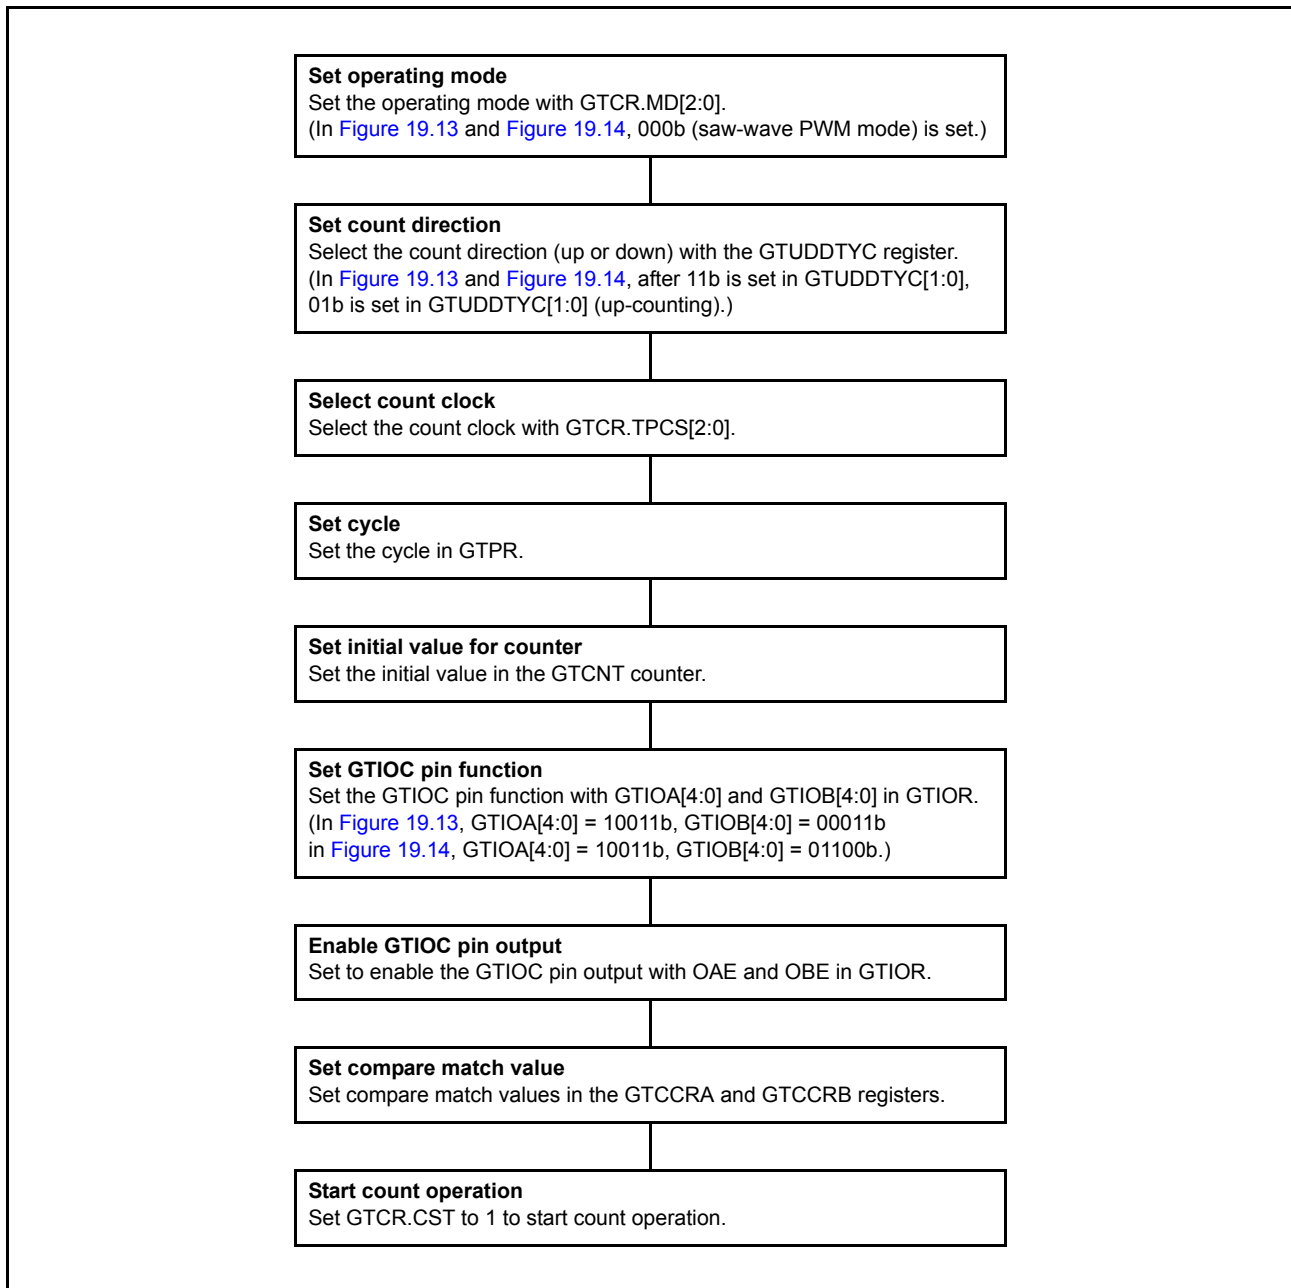 Set operating mode
Set the operating mode with GTCR.MD[2:0].
(In Figure 19.13 and Figure 19.14, 000b (saw-wave PWM mode) is set.)
Set count direction
Select the count direction (up or down) with the GTUDDTYC register.
(In Figure 19.13 and Figure 19.14, after 11b is set in GTUDDTYC[1:0],
01b is set in GTUDDTYC[1:0] (up-counting).)
Select count clock
Select the count clock with GTCR.TPCS[2:0].
Set cycle
Set the cycle in GTPR.
Set initial value for counter
Set the initial value in the GTCNT counter.
Set GTIOC pin function
Set the GTIOC pin function with GTIOA[4:0] and GTIOB[4:0] in GTIOR.
(In Figure 19.13, GTIOA[4:0] = 10011b, GTIOB[4:0] = 00011b
in Figure 19.14, GTIOA[4:0] = 10011b, GTIOB[4:0] = 01100b.)
Enable GTIOC pin output
Set to enable the GTIOC pin output with OAE and OBE in GTIOR.
Set compare match value
Set compare match values in the GTCCRA and GTCCRB registers.
Start count operation
Set GTCR.CST to 1 to start count operation.